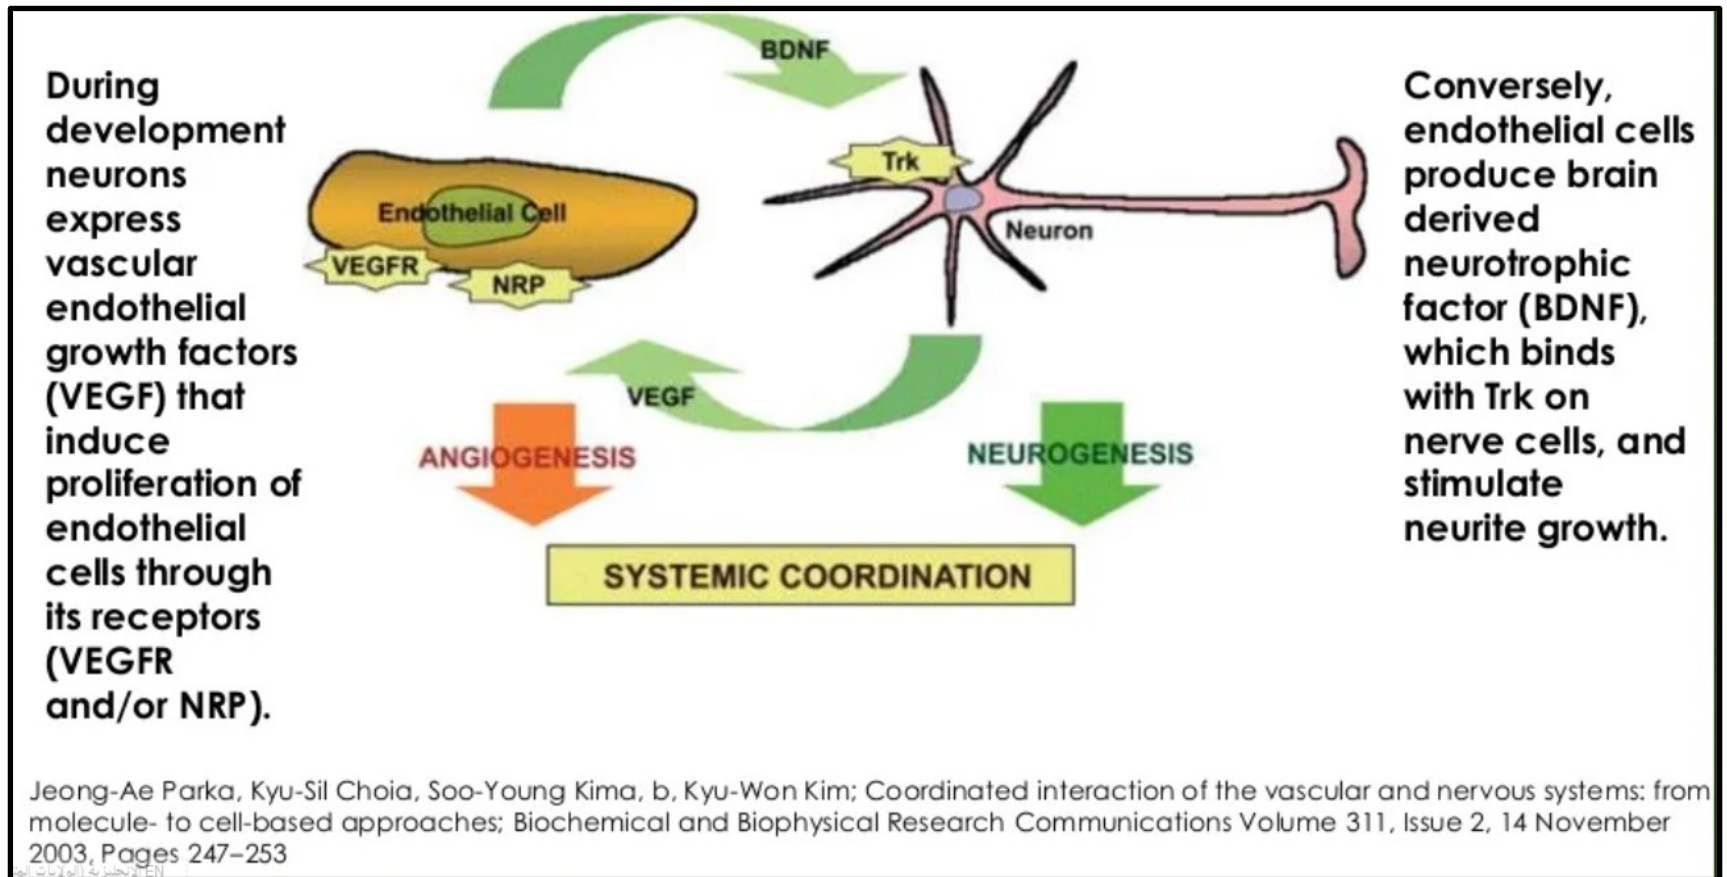 During
development
neurons
express
vascular
endothelial
growth factors
(VEGF) that
induce
proliferation of
endothelial
cells through
its receptors
(VEGFR
and/or NRP).
BDNF
Trk
Endothelial Cell
Neuron
VEGFR
NRP
VEGF
ANGIOGENESIS
NEUROGENESIS
SYSTEMIC COORDINATION
Conversely,
endothelial cells
produce brain
derived
neurotrophic
factor (BDNF),
which binds
with Trk on
nerve cells, and
stimulate
neurite growth.
Jeong-Ae Parka, Kyu-Sil Choia, Soo-Young Kima, b, Kyu-Won Kim; Coordinated interaction of the vascular and nervous systems: from
molecule- to cell-based approaches; Biochemical and Biophysical Research Communications Volume 311, Issue 2, 14 November
2003, Pages 247–253
EN